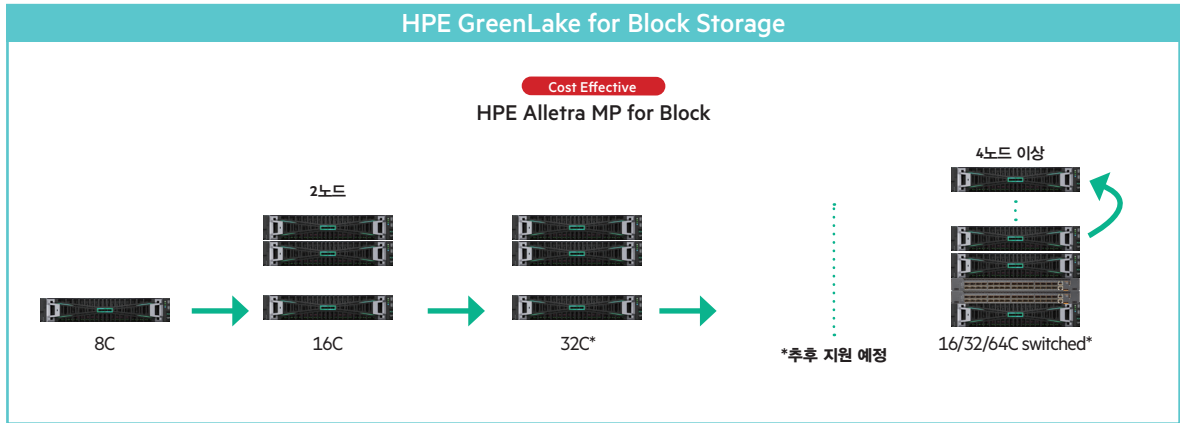 HPE GreenLake for Block Storage
Cost Effective
HPE Alletra MP for Block
4노드 이상
2노드
8C
16C
32C*
*추후 지원 예정
16/32/64C switched*